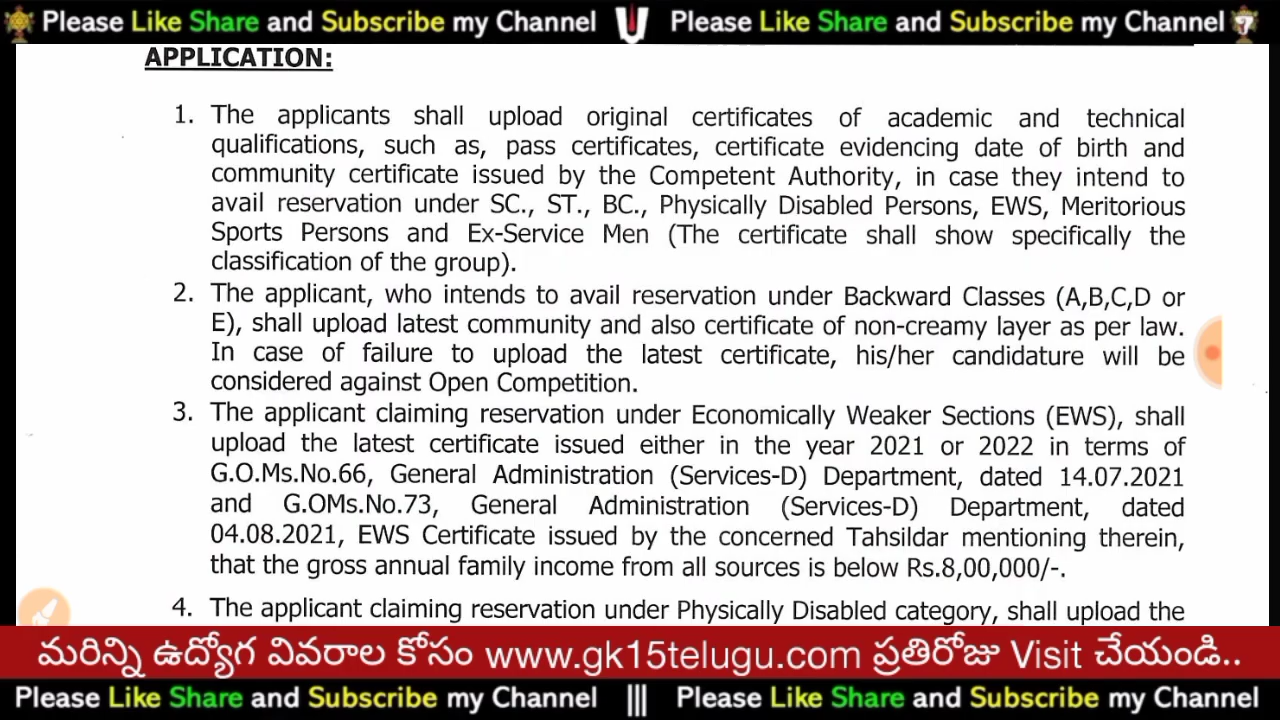 Please Like Share and Subscribe my Channel Please Like Share and Subscribe my Channel
APPLICATION:
1. The applicants shall upload original certificates of academic and technical
qualifications, such as, pass certificates, certificate evidencing date of birth and
community certificate issued by the Competent Authority, in case they intend to
avail reservation under SC., ST., BC., Physically Disabled Persons, EWS, Meritorious
Sports Persons and Ex-Service Men (The certificate shall show specifically the
classification of the group).
2. The applicant, who intends to avail reservation under Backward Classes (A,B,C,D or
E), shall upload latest community and also certificate of non-creamy layer as per law.
In case of failure to upload the latest certificate, his/her candidature will be
considered against Open Competition.
3. The applicant claiming reservation under Economically Weaker Sections (EWS), shall
upload the latest certificate issued either in the year 2021 or 2022 in terms of
G.O.Ms.No.66, General Administration (Services-D) Department, dated 14.07.2021
and G.OMs.No.73, General Administration (Services-D) Department, dated
04.08.2021, EWS Certificate issued by the concerned Tahsildar mentioning therein,
that the gross annual family income from all sources is below Rs.8,00,000/-.
4. The applicant claiming reservation under Physically Disabled category, shall upload the
మరిన్ని ఉద్యోగ వివరాల కోసం www.gk15telugu.com ప్రతిరోజు Visit చేయండి..
Please Like Share and Subscribe my Channel ||| Please Like Share and Subscribe my Channel